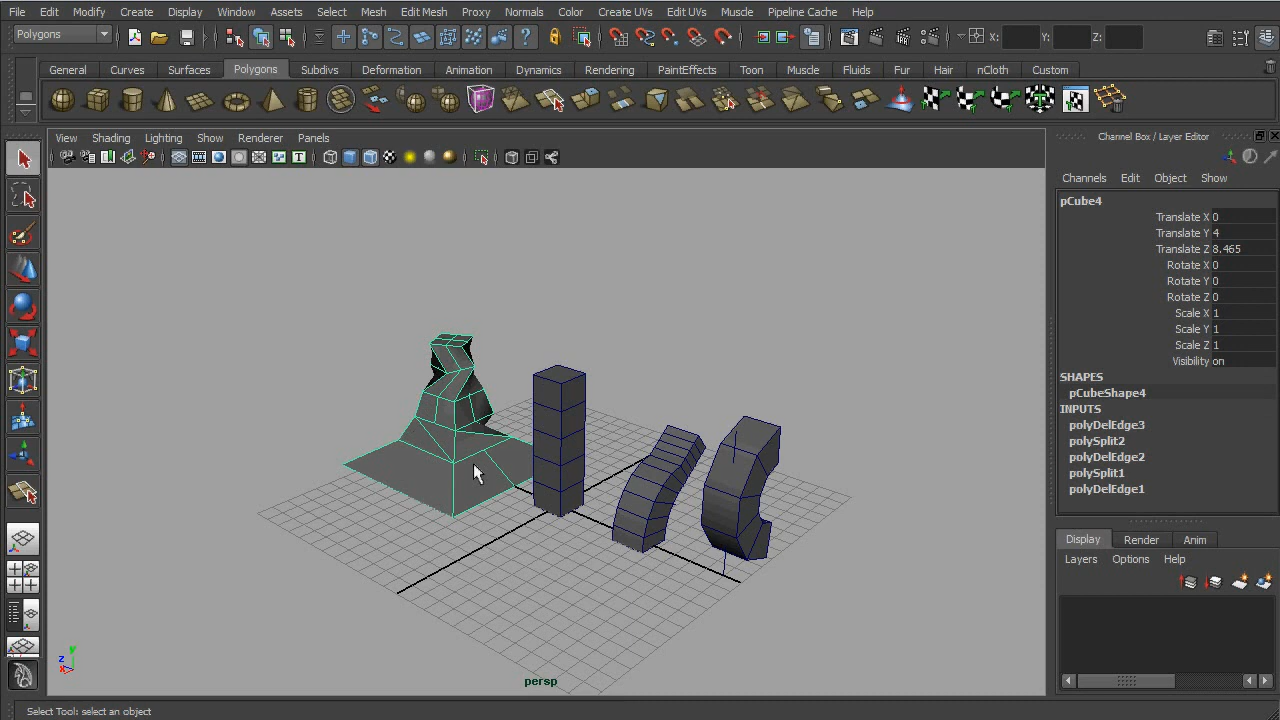 File Edit Modify Create Display Window Assets Select Mesh Edit Mesh Proxy Normals Color Create UVs Edit UVs Muscle Pipeline Cache Help
Polygons X: Y: Z:
General Curves Surfaces Polygons Subdivs Deformation Animation Dynamics Rendering PaintEffects Toon Muscle Fluids Fur Hair nCloth Custom
View Shading Lighting Show Renderer Panels
Channel Box / Layer Editor
Channels Edit Object Show
pCube4
Translate X 0
Translate Y 4
Translate Z 8.465
Rotate X 0
Rotate Y 0
Rotate Z 0
Scale X 1
Scale Y 1
Scale Z 1
Visibility on
SHAPES
pCubeShape4
INPUTS
polyDelEdge3
polySplit2
polyDelEdge2
polySplit1
polyDelEdge1
Display Render Anim
Layers Options Help
y
z
x
persp
Select Tool: select an object